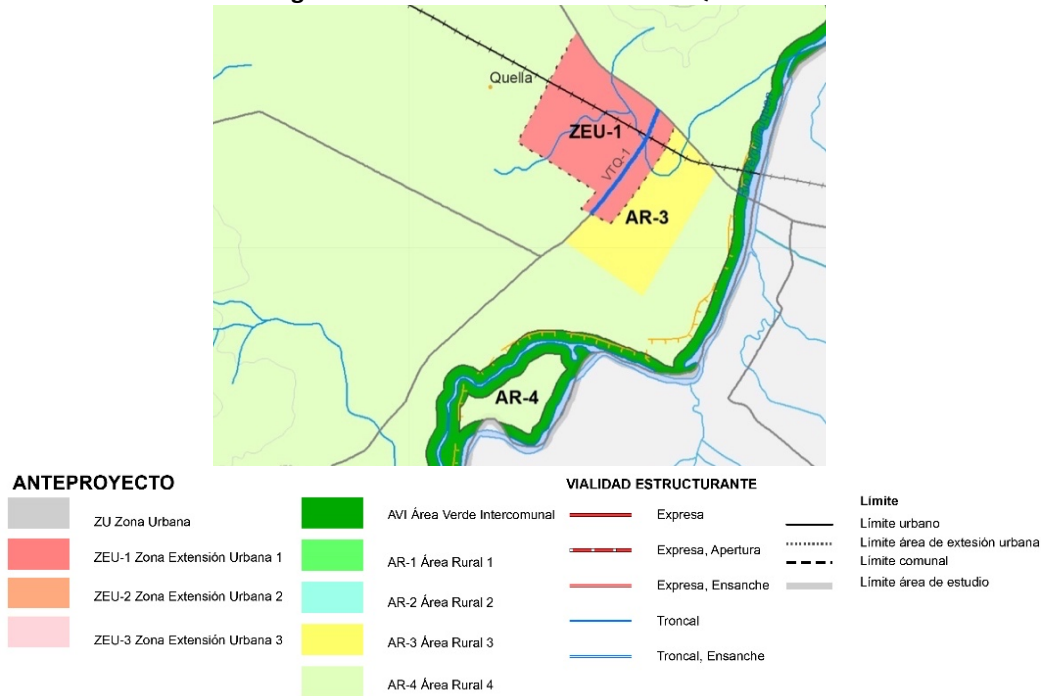 Quella
ZEU-1
VTQ-1
AR-3
AR-4
ANTEPROYECTO
ZU Zona Urbana
ZEU-1 Zona Extensión Urbana 1
ZEU-2 Zona Extensión Urbana 2
ZEU-3 Zona Extensión Urbana 3
AVI Área Verde Intercomunal
AR-1 Área Rural 1
AR-2 Área Rural 2
AR-3 Área Rural 3
AR-4 Área Rural 4
VIALIDAD ESTRUCTURANTE
Expresa
Expresa, Apertura
Expresa, Ensanche
Troncal
Troncal, Ensanche
Límite
Límite urbano
Límite área de extesión urbana
Límite comunal
Límite área de estudio